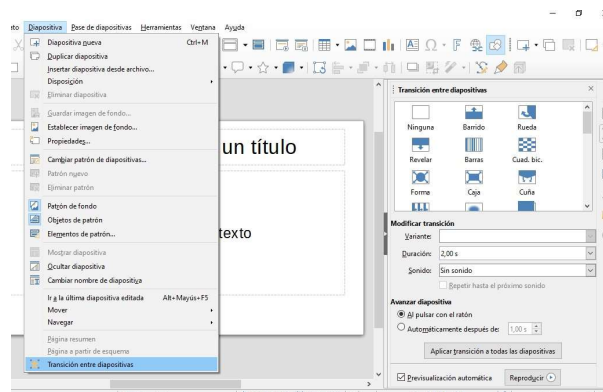 nto Diapositiva Pase de diapositivas Herramientas Ventana Ayuda
Diapositiva nueva Ctrl+M
Duplicar diapositiva
Insertar diapositiva desde archivo...
Disposición
Eliminar diapositiva
Guardar imagen de fondo...
Establecer imagen de fondo...
Propiedades...
Cambiar patrón de diapositivas...
Patrón nuevo
Eliminar patrón
Patrón de fondo
Objetos de patrón
Elementos de patrón...
Mostrar diapositiva
Ocultar diapositiva
Cambiar nombre de diapositiva
Ir a la última diapositiva editada Alt+Mayús+F5
Mover
Navegar
Página resumen
Página a partir de esquema
Transición entre diapositivas
un título
texto
Transición entre diapositivas
Ninguna Barrido Rueda
Revelar Barras Cuad. bic.
Forma Caja Cuña
Modificar transición
Variante:
Duración: 2,00 s
Sonido: Sin sonido
Repetir hasta el próximo sonido
Avanzar diapositiva
Al pulsar con el ratón
Automáticamente después de: 1,00 s
Aplicar transición a todas las diapositivas
Previsualización automática Reproducir